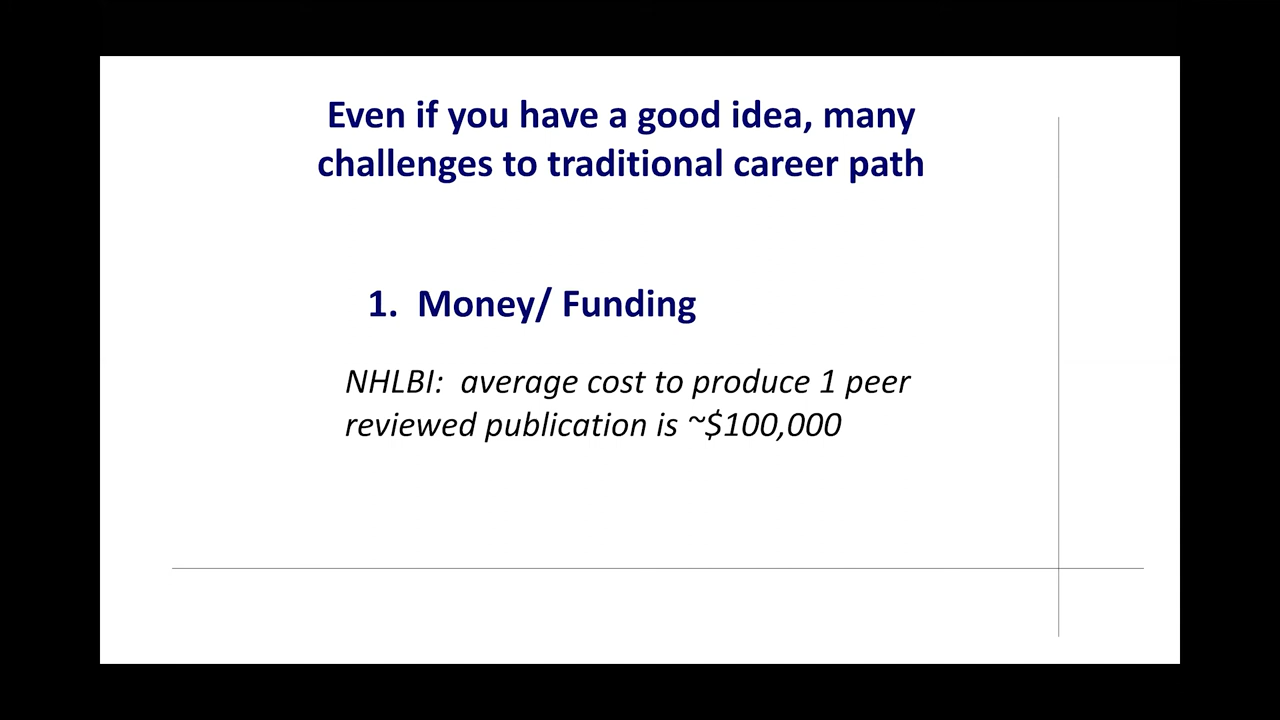 Even if you have a good idea, many
challenges to traditional career path
1. Money/ Funding
NHLBI: average cost to produce 1 peer
reviewed publication is ~$100,000